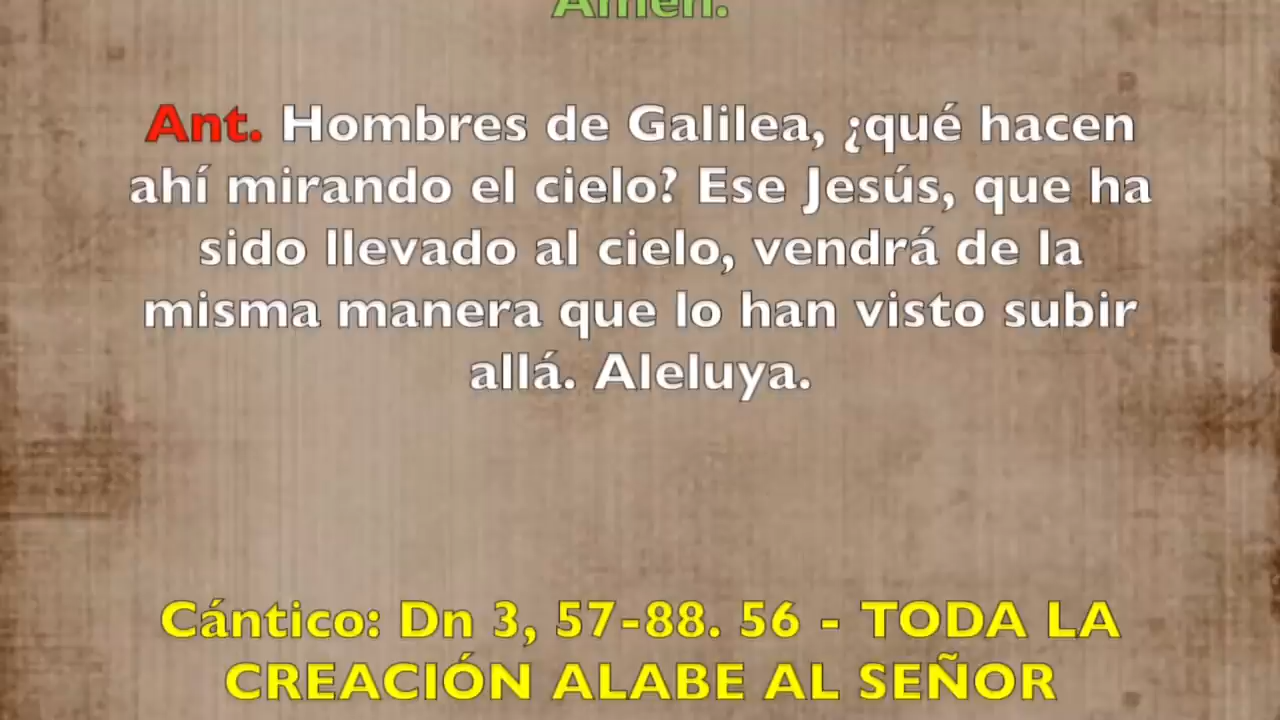 Amén.
Ant. Hombres de Galilea, ¿qué hacen
ahí mirando el cielo? Ese Jesús, que ha
sido llevado al cielo, vendrá de la
misma manera que lo han visto subir
allá. Aleluya.
Cántico: Dn 3, 57-88. 56 - TODA LA
CREACIÓN ALABE AL SEÑOR